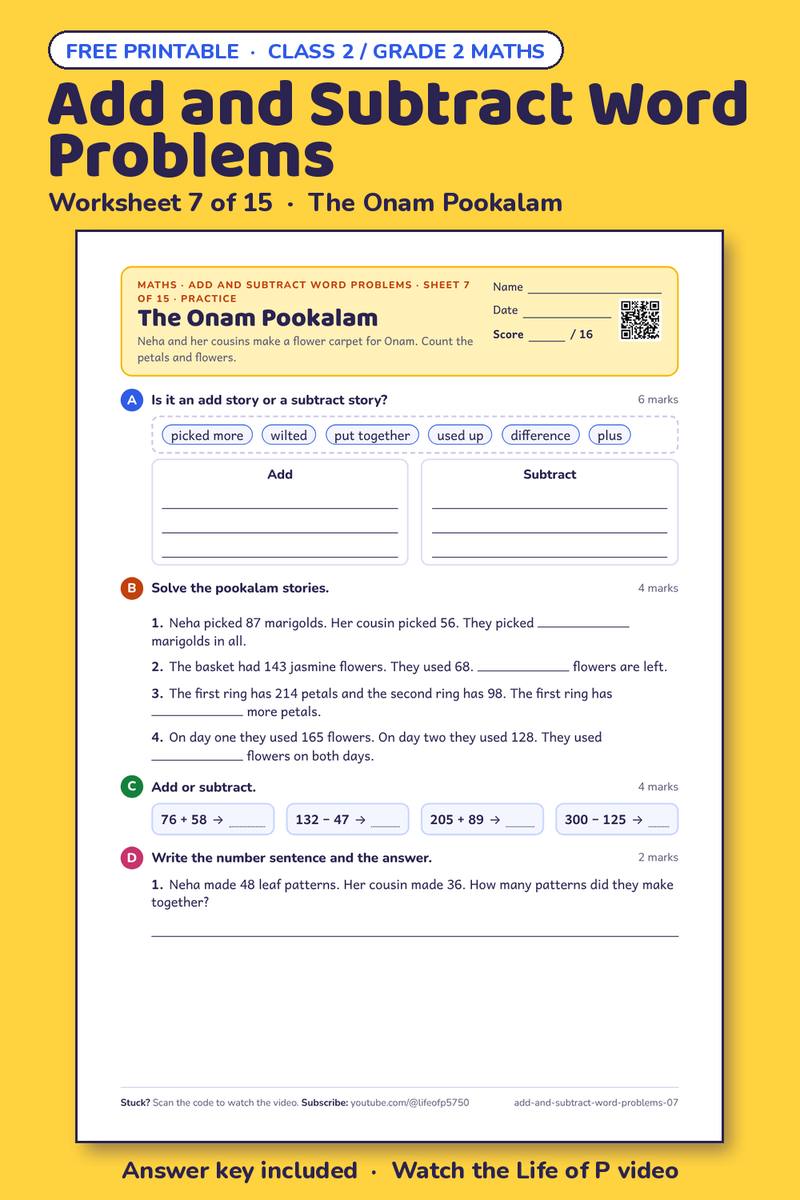 FREE PRINTABLE · CLASS 2 / GRADE 2 MATHS
Add and Subtract Word
Problems
Worksheet 7 of 15 · The Onam Pookalam
MATHS · ADD AND SUBTRACT WORD PROBLEMS · SHEET 7
OF 15 · PRACTICE
The Onam Pookalam
Neha and her cousins make a flower carpet for Onam. Count the
petals and flowers.
Name ____________
Date ____________
Score ______ / 16
A Is it an add story or a subtract story? 6 marks
picked more wilted put together used up difference plus
Add Subtract
B Solve the pookalam stories. 4 marks
1. Neha picked 87 marigolds. Her cousin picked 56. They picked ____________
marigolds in all.
2. The basket had 143 jasmine flowers. They used 68. ____________ flowers are left.
3. The first ring has 214 petals and the second ring has 98. The first ring has
____________ more petals.
4. On day one they used 165 flowers. On day two they used 128. They used
____________ flowers on both days.
C Add or subtract. 4 marks
76 + 58 → _____ 132 − 47 → _____ 205 + 89 → _____ 300 − 125 → _____
D Write the number sentence and the answer. 2 marks
1. Neha made 48 leaf patterns. Her cousin made 36. How many patterns did they make
together?
Stuck? Scan the code to watch the video. Subscribe: youtube.com/@lifeofp5750 add-and-subtract-word-problems-07
Answer key included · Watch the Life of P video